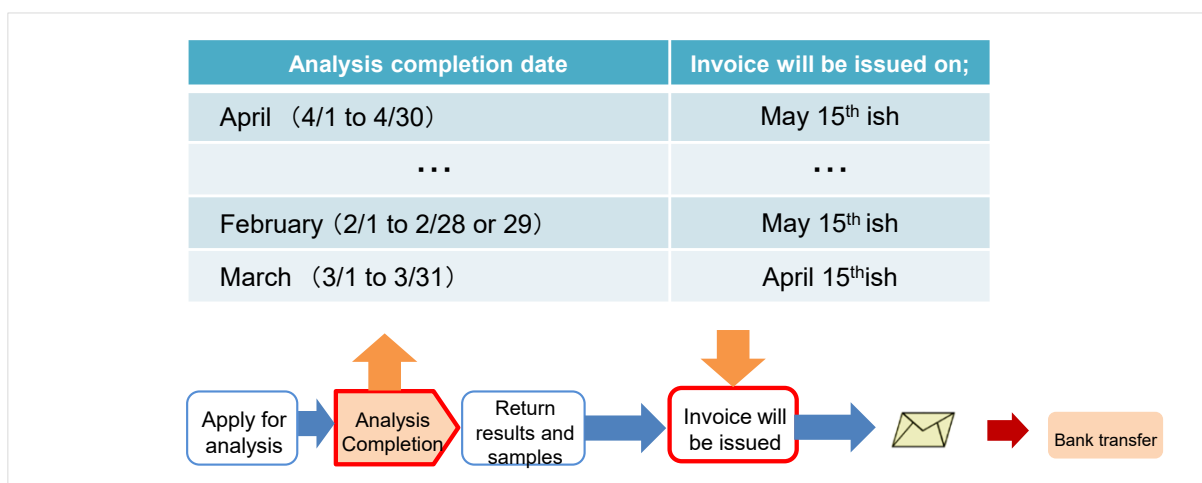 Analysis completion date Invoice will be issued on;
April （4/1 to 4/30） May 15th ish
... ...
February（2/1 to 2/28 or 29） May 15th ish
March （3/1 to 3/31） April 15thish
Apply for
analysis
Analysis
Completion
Return
results and
samples
Invoice will
be issued
Bank transfer